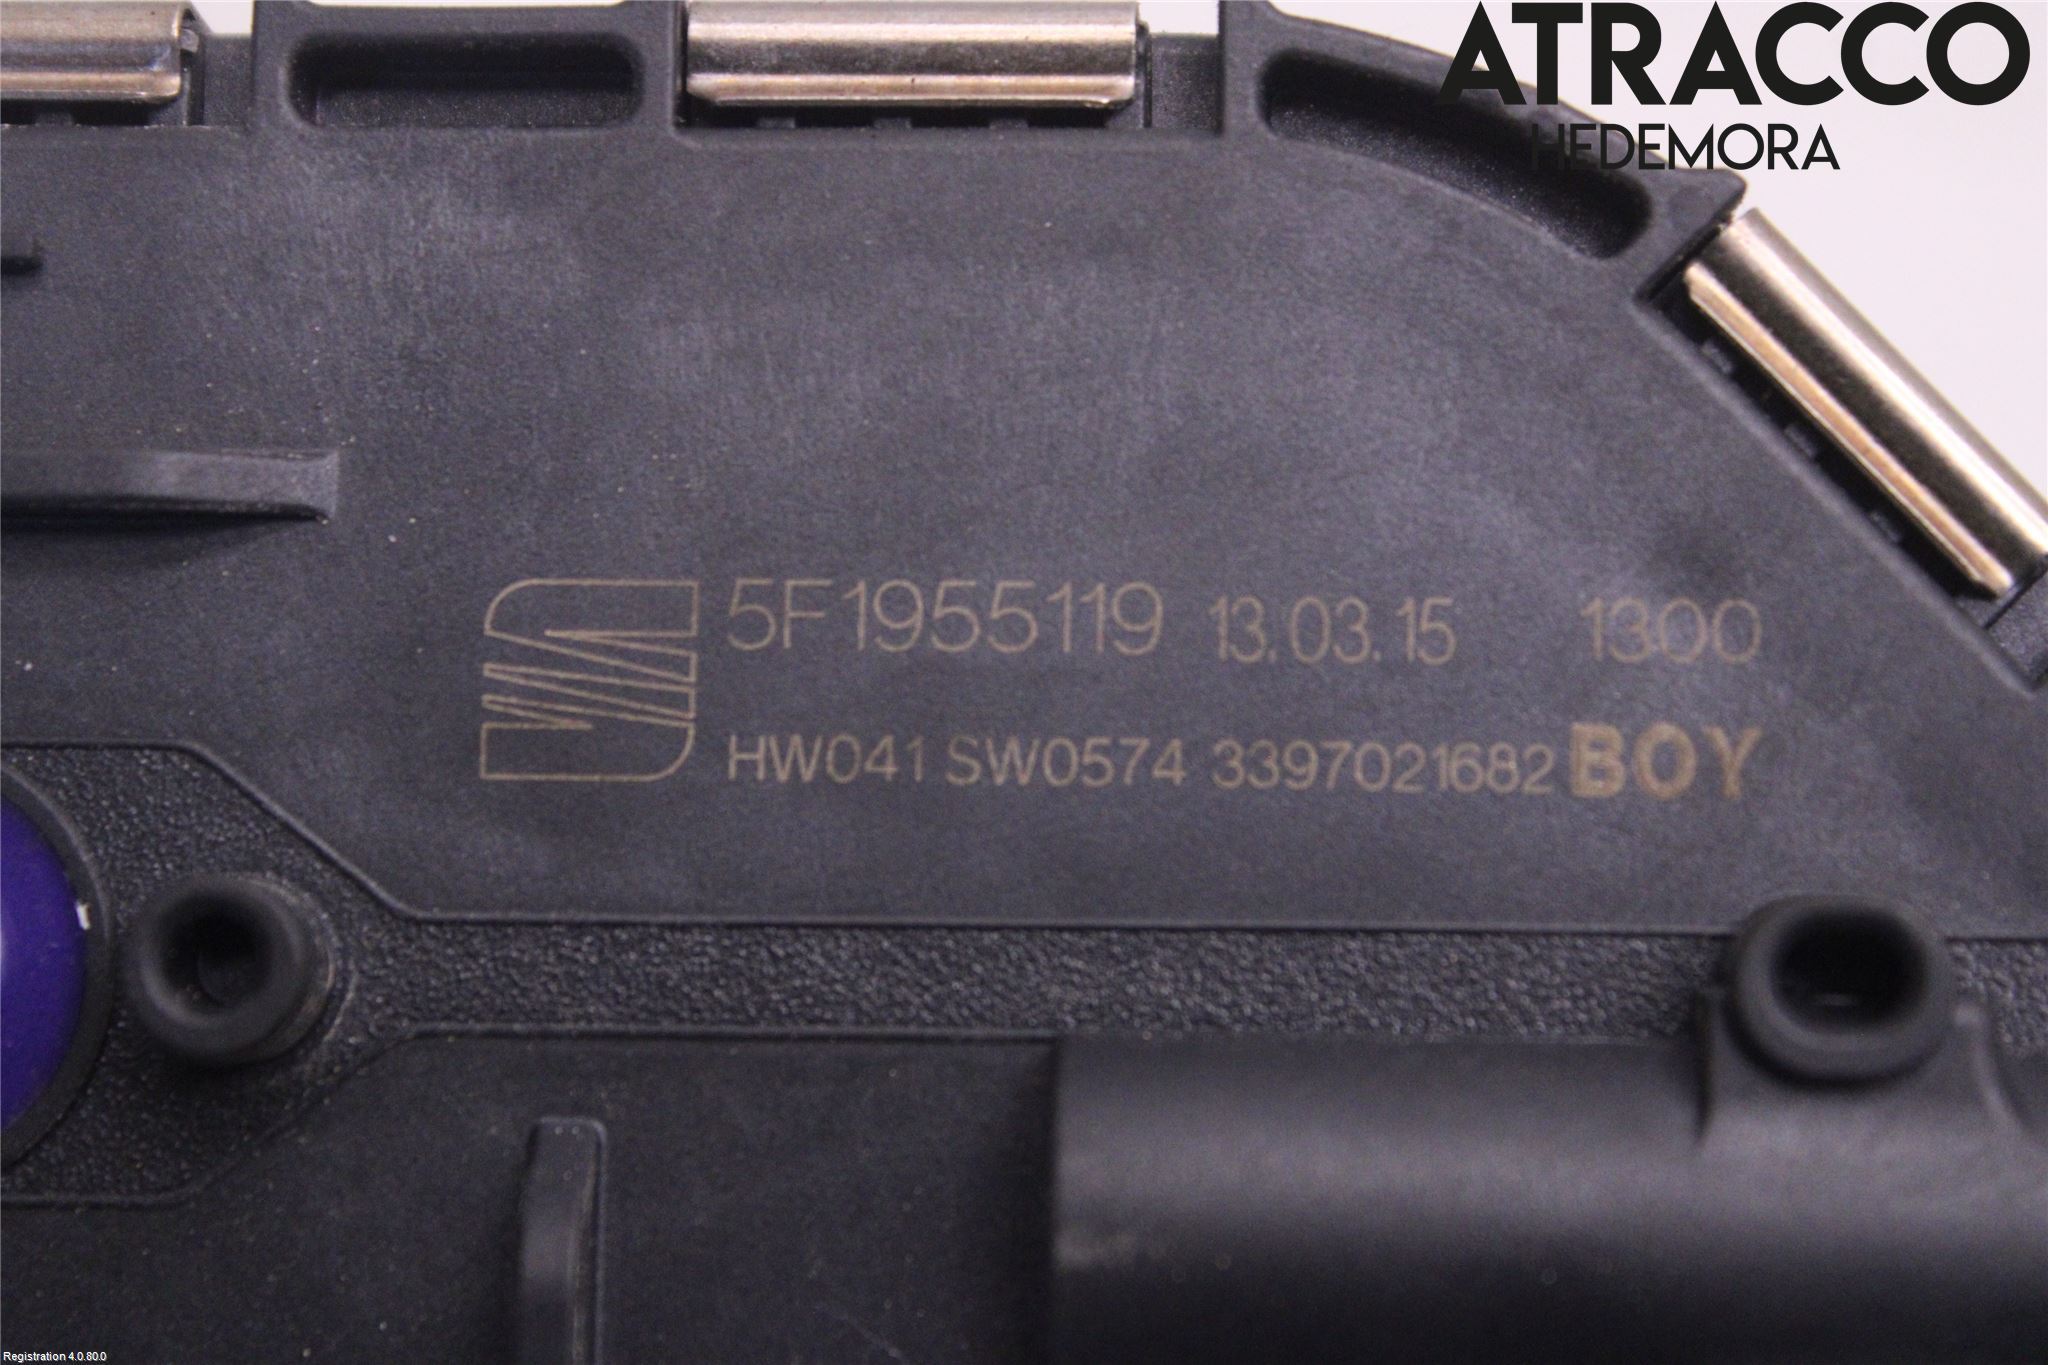 ATRACCO
HEDEMORA
5F1955119 13.03.15 1300
HW041 SW0574 3397021682 BOY
Registration 4.0.80.0